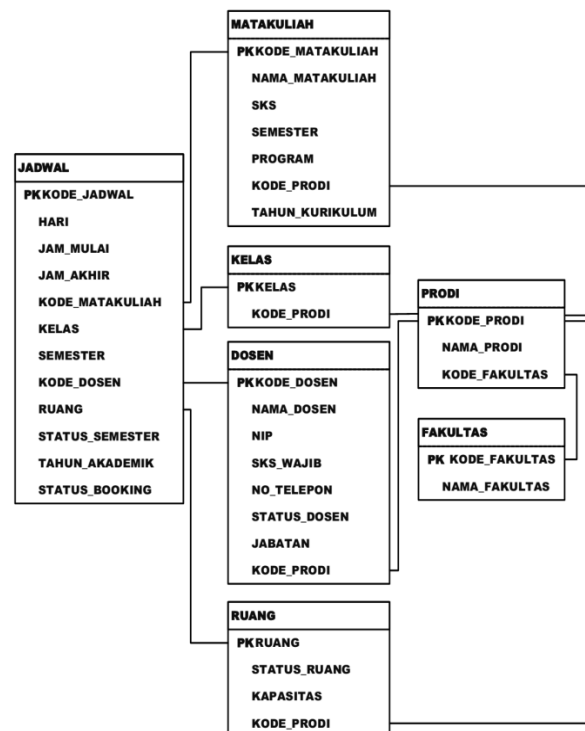 MATAKULIAH
PK KODE_MATAKULIAH
NAMA_MATAKULIAH
SKS
SEMESTER
PROGRAM
KODE_PRODI
TAHUN_KURIKULUM
JADWAL
PK KODE_JADWAL
HARI
JAM_MULAI
JAM_AKHIR
KODE_MATAKULIAH
KELAS
SEMESTER
KODE_DOSEN
RUANG
STATUS_SEMESTER
TAHUN_AKADEMIK
STATUS_BOOKING
KELAS
PK KELAS
KODE_PRODI
DOSEN
PK KODE_DOSEN
NAMA_DOSEN
NIP
SKS_WAJIB
NO_TELEPON
STATUS_DOSEN
JABATAN
KODE_PRODI
RUANG
PK RUANG
STATUS_RUANG
KAPASITAS
KODE_PRODI
PRODI
PK KODE_PRODI
NAMA_PRODI
KODE_FAKULTAS
FAKULTAS
PK KODE_FAKULTAS
NAMA_FAKULTAS